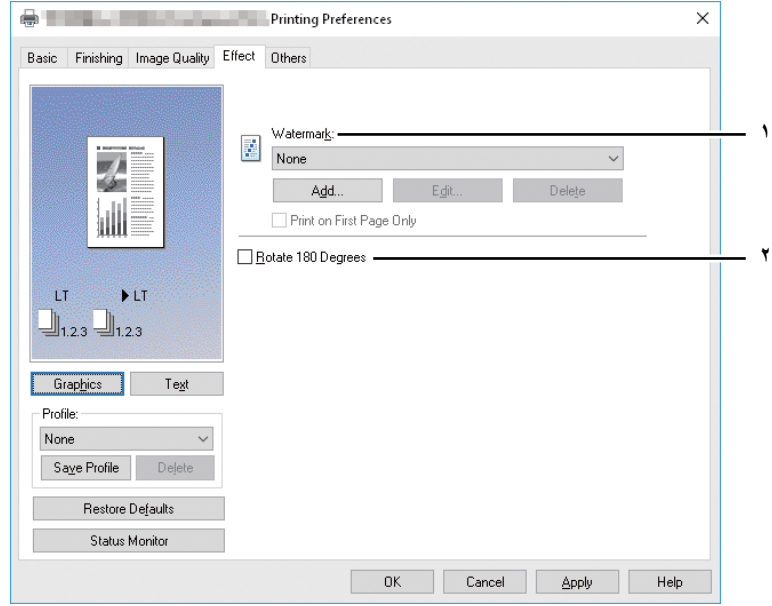 Printing Preferences
Basic Finishing Image Quality Effect Others
Watermark:
None
Add... Edit... Delete
Print on First Page Only
Rotate 180 Degrees
١
٢
LT LT
1.2.3 1.2.3
Graphics Text
Profile:
None
Save Profile Delete
Restore Defaults
Status Monitor
OK Cancel Apply Help